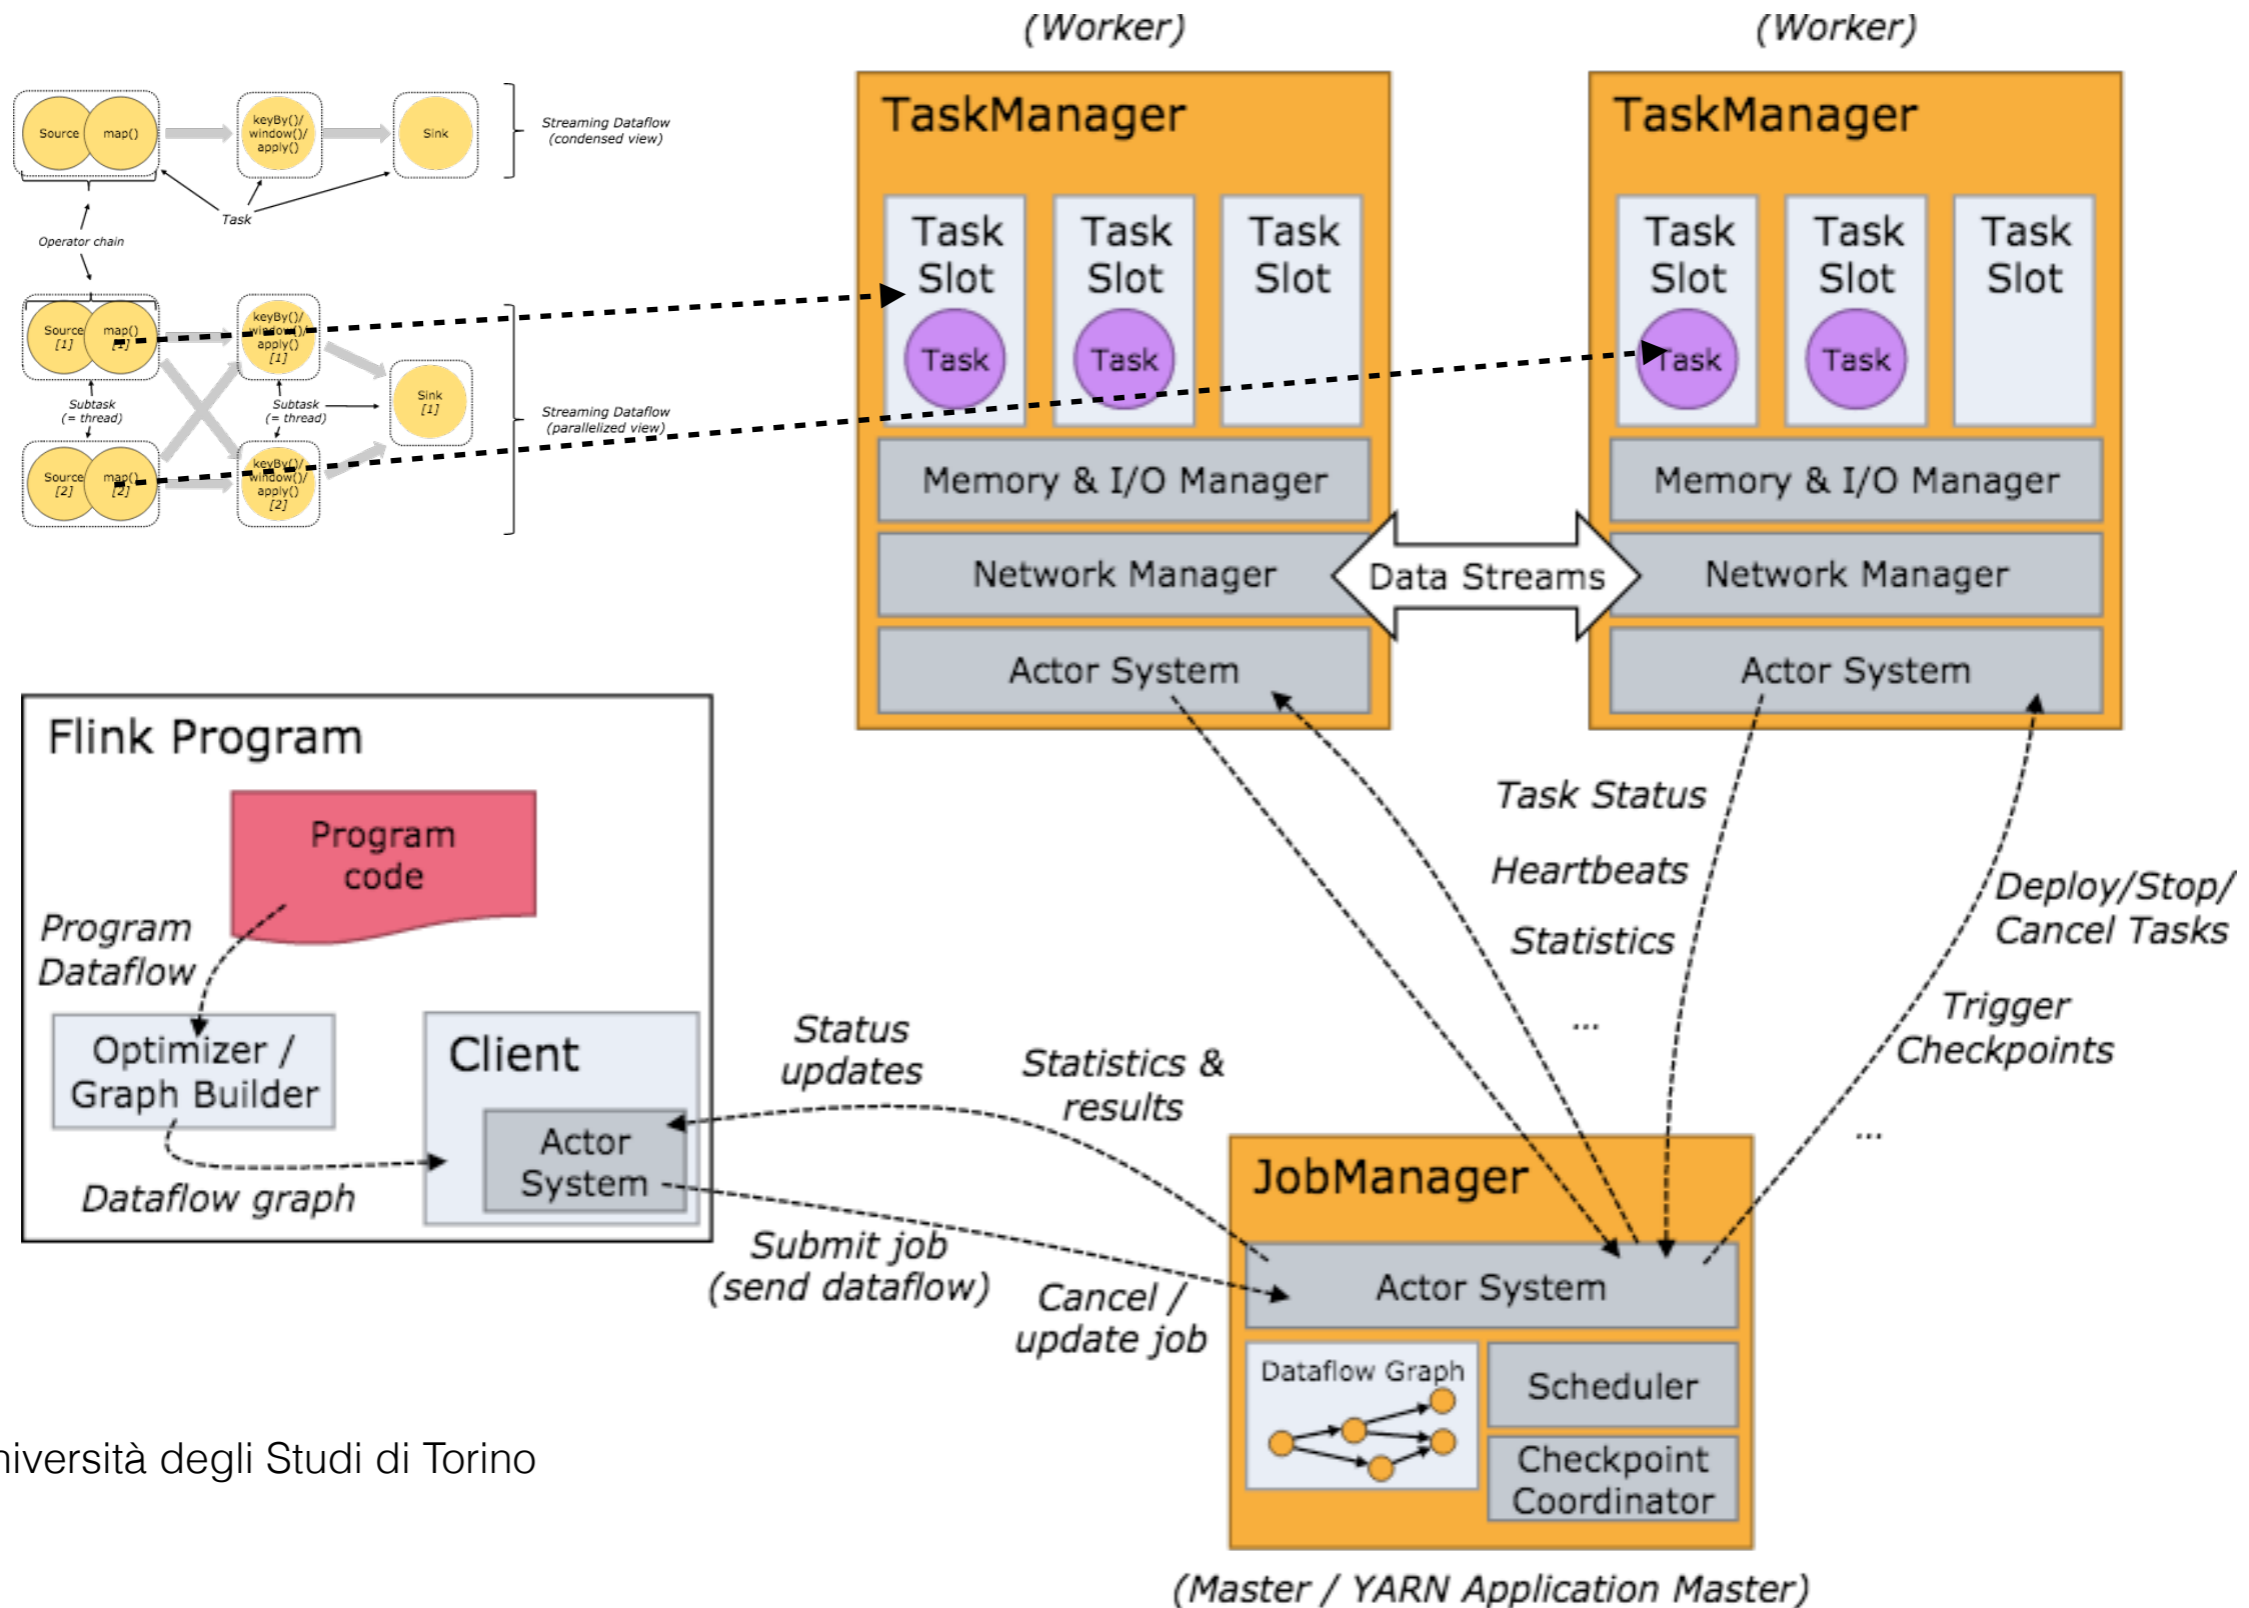 (Worker)
(Worker)
Source
map()
keyBy()/
window()/
apply()
Sink
Streaming Dataflow
(condensed view)
Task
Operator chain
Source
[1]
map()
[1]
keyBy()/
window()/
apply()
[1]
Subtask
(= thread)
Subtask
(= thread)
Sink
[1]
Source
[2]
map()
[2]
keyBy()/
window()/
apply()
[2]
Streaming Dataflow
(parallelized view)
TaskManager
Task
Slot
Task
Task
Slot
Task
Task
Slot
Memory & I/O Manager
Network Manager
Actor System
Data Streams
TaskManager
Task
Slot
Task
Task
Slot
Task
Task
Slot
Memory & I/O Manager
Network Manager
Actor System
Flink Program
Program
code
Program
Dataflow
Optimizer /
Graph Builder
Dataflow graph
Client
Actor
System
Status
updates
Statistics &
results
Submit job
(send dataflow)
Cancel /
update job
Task Status
Heartbeats
Statistics
...
Deploy/Stop/
Cancel Tasks
Trigger
Checkpoints
...
JobManager
Actor System
Dataflow Graph
Scheduler
Checkpoint
Coordinator
(Master / YARN Application Master)
niversità degli Studi di Torino